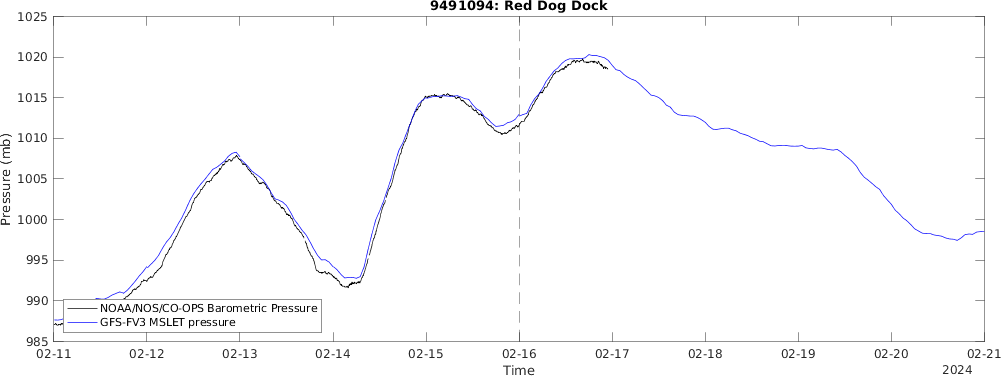 9491094: Red Dog Dock
1025
1020
1015
1010
1005
1000
995
990
985
Pressure (mb)
NOAA/NOS/CO-OPS Barometric Pressure
GFS-FV3 MSLET pressure
02-11 02-12 02-13 02-14 02-15 02-16 02-17 02-18 02-19 02-20 02-21
Time
2024